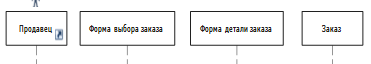 Продавец
Форма выбора заказа
Форма детали заказа
Заказ